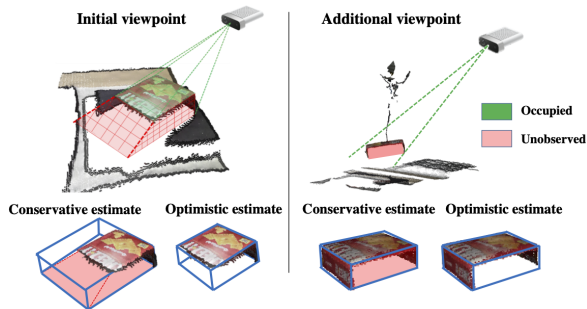 Initial viewpoint
Additional viewpoint
Occupied
Unobserved
Conservative estimate
Optimistic estimate
Conservative estimate
Optimistic estimate